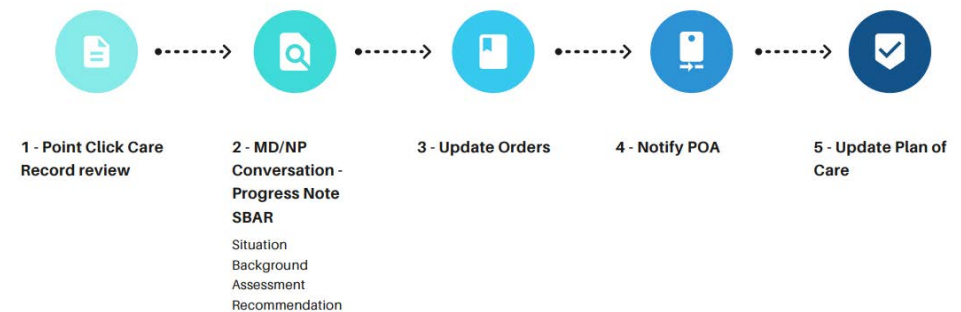 1 - Point Click Care
Record review
2 - MD/NP
Conversation -
Progress Note
SBAR
Situation
Background
Assessment
Recommendation
3 - Update Orders
4 - Notify POA
5 - Update Plan of
Care